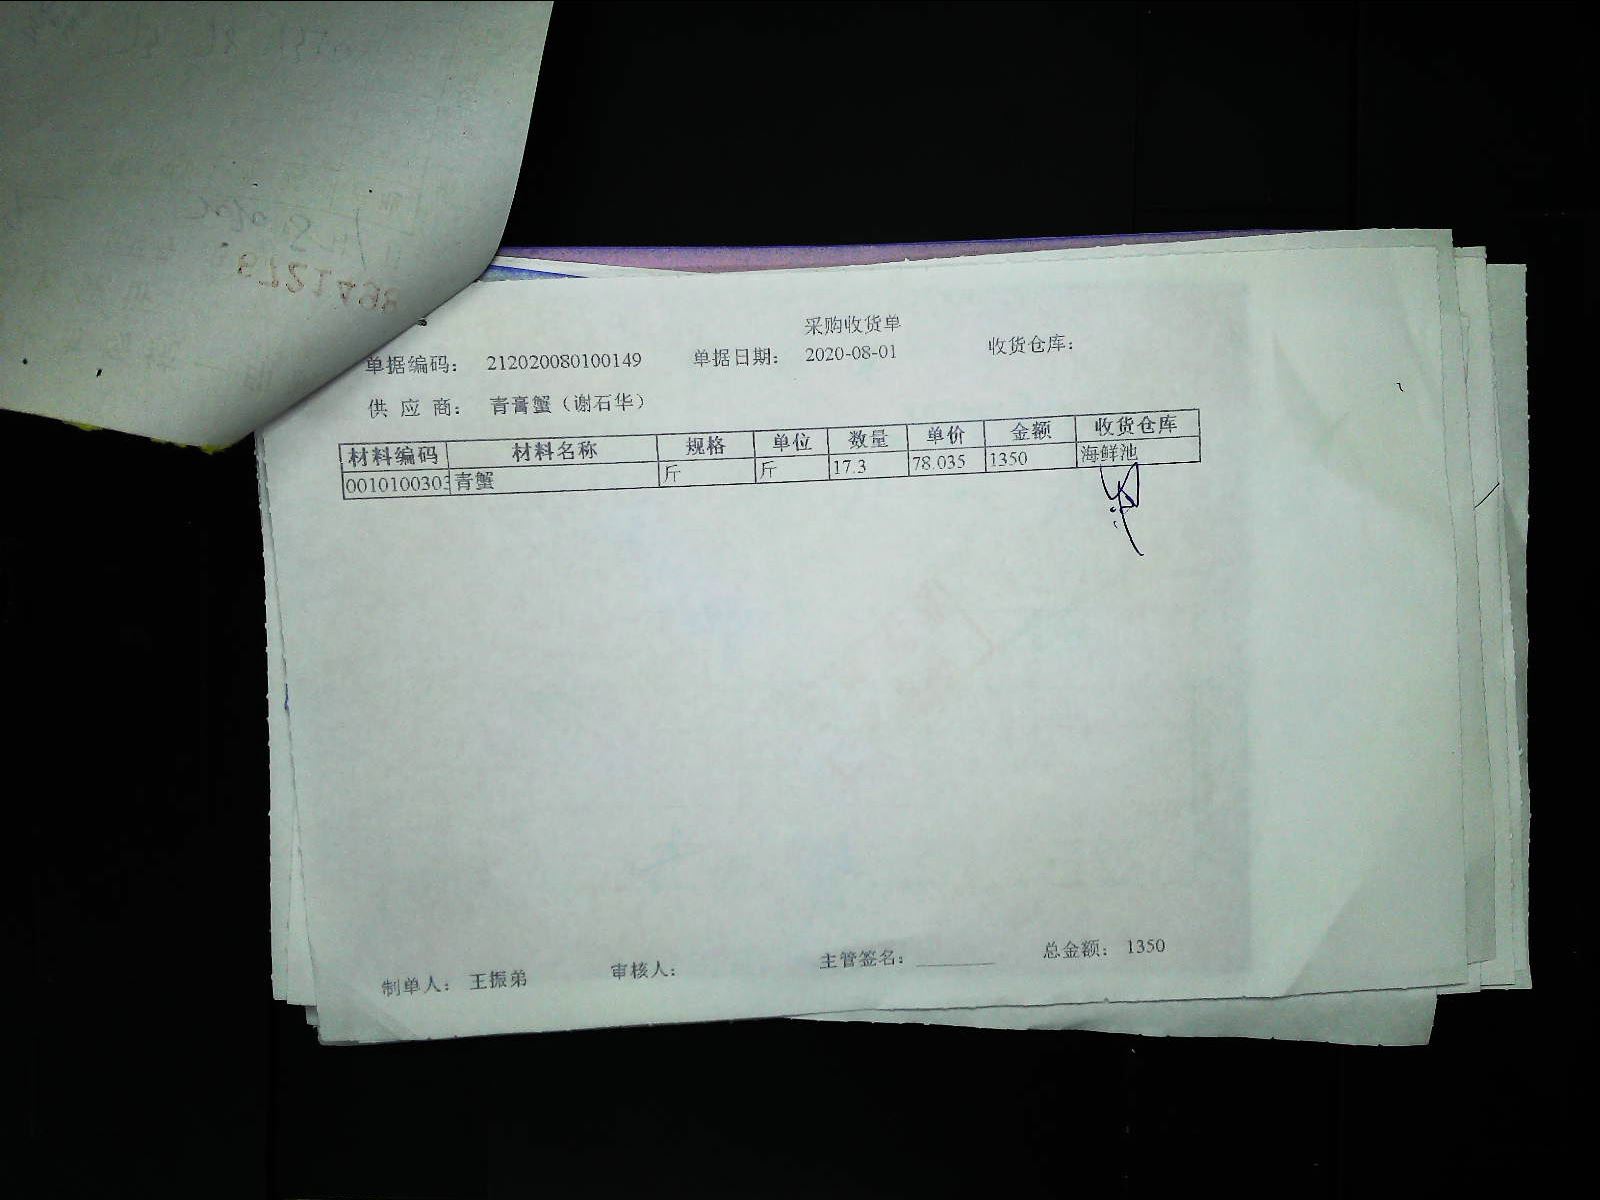 采购收货单
单据编码: 212020080100149 单据日期: 2020-08-01 收货仓库:
供 应 商: 青膏蟹（谢石华）
材料编码 材料名称 规格 单位 数量 单价 金额 收货仓库
0010100303 青蟹 斤 斤 17.3 78.035 1350 海鲜池
制单人: 王振弟 审核人: 主管签名: 总金额: 1350